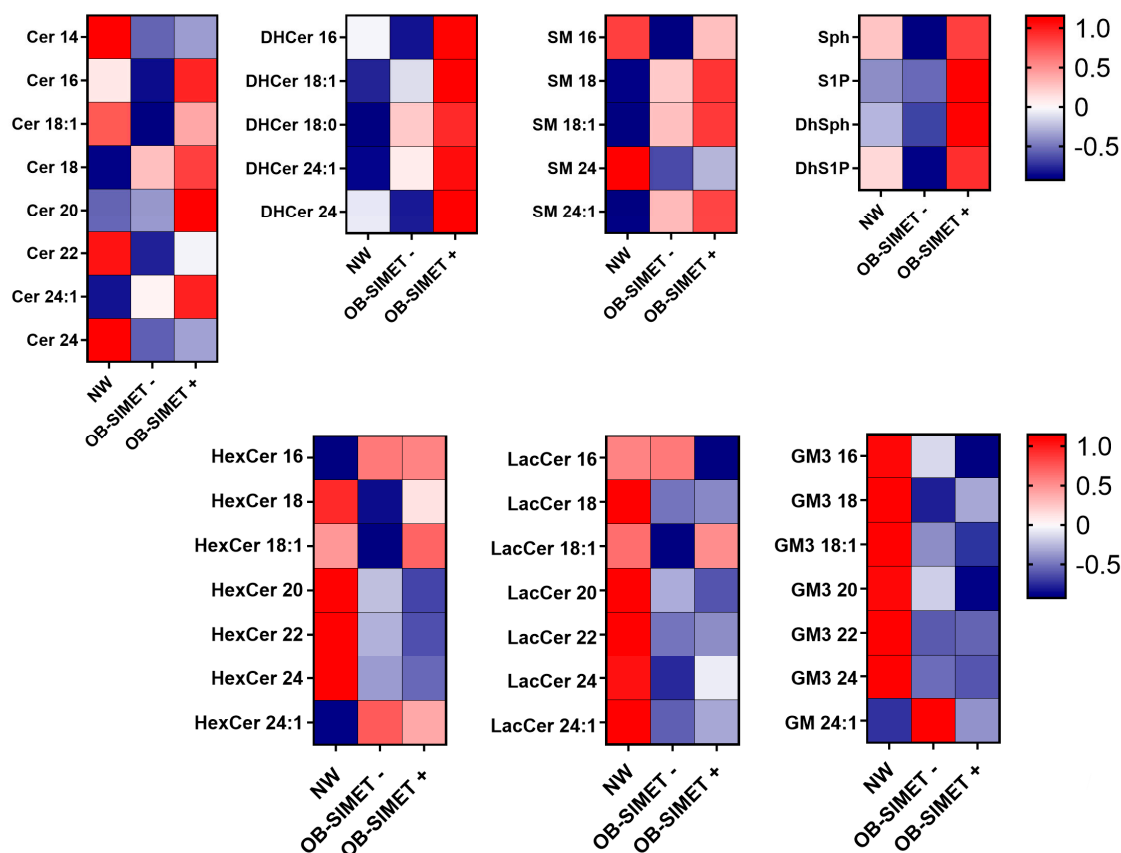 Cer 14
Cer 16
Cer 18:1
Cer 18
Cer 20
Cer 22
Cer 24:1
Cer 24
NW
OB-SIMET -
OB-SIMET +
DHCer 16
DHCer 18:1
DHCer 18:0
DHCer 24:1
DHCer 24
NW
OB-SIMET -
OB-SIMET +
SM 16
SM 18
SM 18:1
SM 24
SM 24:1
NW
OB-SIMET -
OB-SIMET +
Sph
S1P
DhSph
DhS1P
NW
OB-SIMET -
OB-SIMET +
1.0
0.5
0
-0.5
HexCer 16
HexCer 18
HexCer 18:1
HexCer 20
HexCer 22
HexCer 24
HexCer 24:1
NW
OB-SIMET -
OB-SIMET +
LacCer 16
LacCer 18
LacCer 18:1
LacCer 20
LacCer 22
LacCer 24
LacCer 24:1
NW
OB-SIMET -
OB-SIMET +
GM3 16
GM3 18
GM3 18:1
GM3 20
GM3 22
GM3 24
GM 24:1
NW
OB-SIMET -
OB-SIMET +
1.0
0.5
0
-0.5